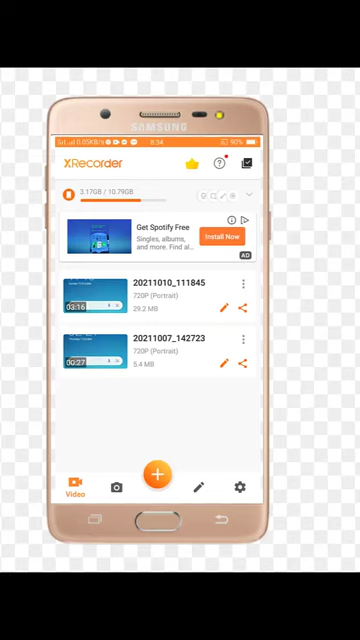 SAMSUNG
0.05KB/s
8:34
90%
XRecorder
3.17GB / 10.79GB
Get Spotify Free
Singles, albums,
and more. Find al...
Install Now
AD
20211010_111845
720P (Portrait)
03:16
29.2 MB
20211007_142723
720P (Portrait)
00:27
5.4 MB
Video